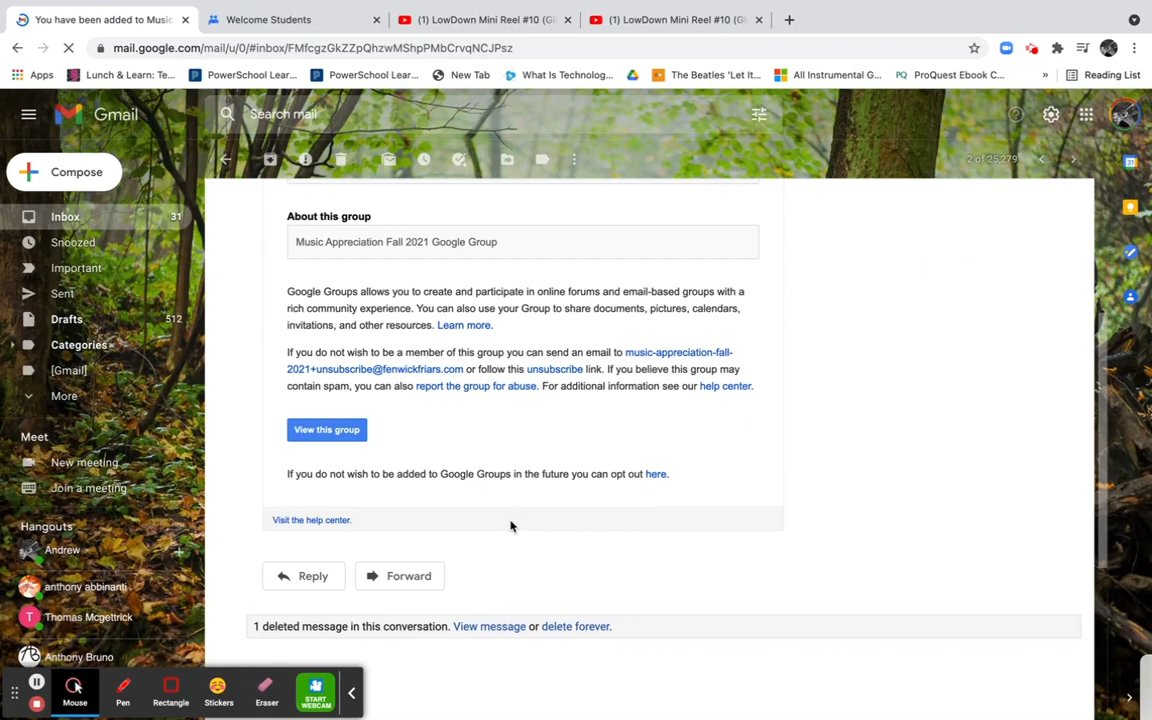 You have been added to Music
Welcome Students
(1) LowDown Mini Reel #10 (Gl
(1) LowDown Mini Reel #10 (Gl
mail.google.com/mail/u/0/#inbox/FMfcgzGkZZpQhzwMShpPMbCrvqNCJPsz
Apps
Lunch & Learn: Te...
PowerSchool Lear...
PowerSchool Lear...
New Tab
What Is Technolog...
The Beatles 'Let It...
All Instrumental G...
ProQuest Ebook C...
»
Reading List
Gmail
Search mail
Compose
2 of 25,279
Inbox 31
Snoozed
Important
Sent
Drafts 512
Categories
[Gmail]
More
Meet
New meeting
Join a meeting
Hangouts
Andrew
anthony abbinanti
Thomas Mcgettrick
Anthony Bruno
About this group
Music Appreciation Fall 2021 Google Group
Google Groups allows you to create and participate in online forums and email-based groups with a
rich community experience. You can also use your Group to share documents, pictures, calendars,
invitations, and other resources. Learn more.
If you do not wish to be a member of this group you can send an email to music-appreciation-fall-
2021+unsubscribe@fenwickfriars.com or follow this unsubscribe link. If you believe this group may
contain spam, you can also report the group for abuse. For additional information see our help center.
View this group
If you do not wish to be added to Google Groups in the future you can opt out here.
Visit the help center.
Reply
Forward
1 deleted message in this conversation. View message or delete forever.
Mouse
Pen
Rectangle
Stickers
Eraser
START
WEBCAM